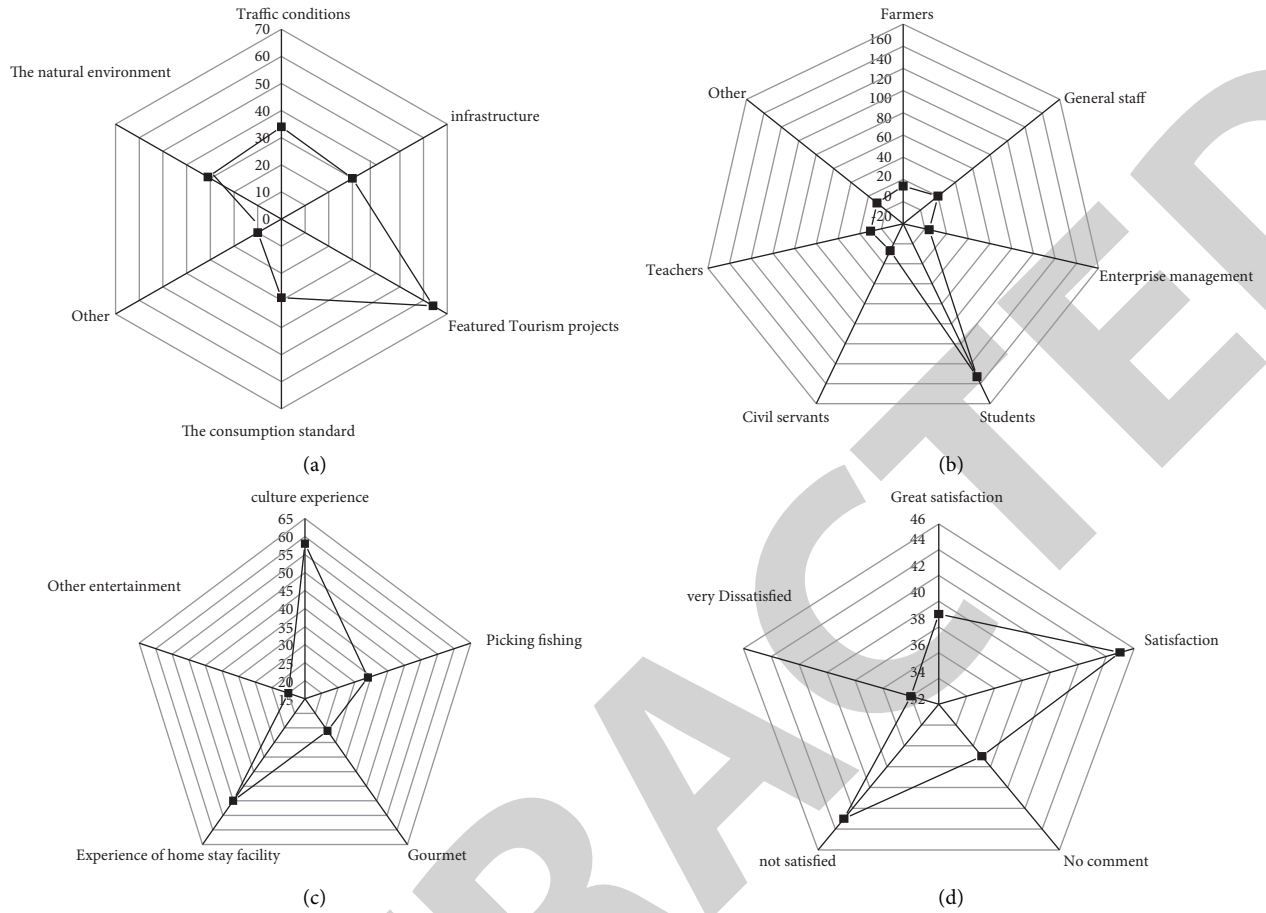 Traffic conditions
70
60
50
40
30
20
10
0
The natural environment
infrastructure
Other
Featured Tourism projects
The consumption standard
(a)
Farmers
160
140
120
100
80
60
40
20
0
-20
Other
General staff
Teachers
Enterprise management
Civil servants
Students
(b)
culture experience
65
60
55
50
45
40
35
30
25
20
15
Other entertainment
Picking fishing
Experience of home stay facility
Gourmet
(c)
Great satisfaction
46
44
42
40
38
36
34
32
very Dissatisfied
Satisfaction
not satisfied
No comment
(d)
RACTED